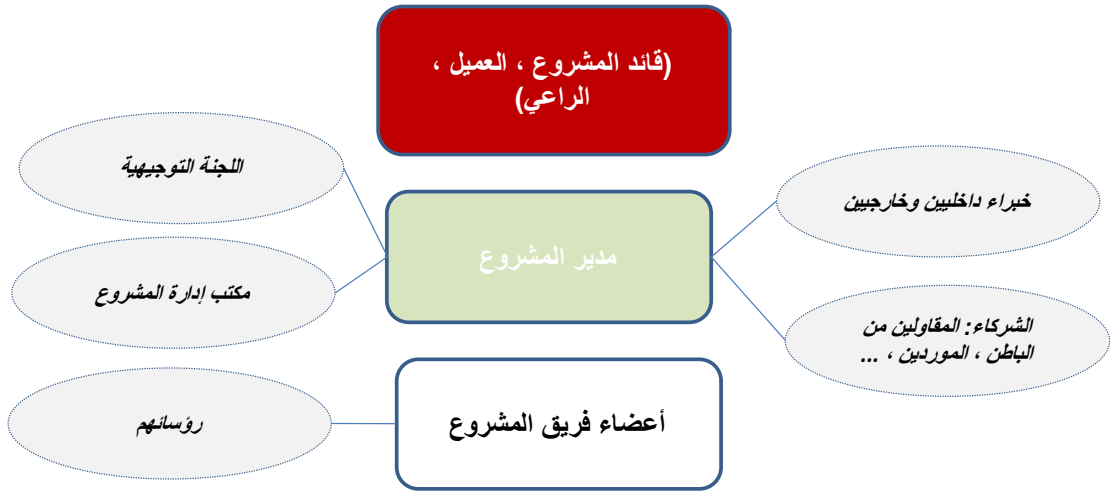 (قائد المشروع ، العميل ،
الراعي)
اللجنة التوجيهية
خبراء داخليين وخارجيين
مدير المشروع
مكتب إدارة المشروع
الشركاء: المقاولين من
الباطن ، الموردين ، ...
أعضاء فريق المشروع
رؤسائهم